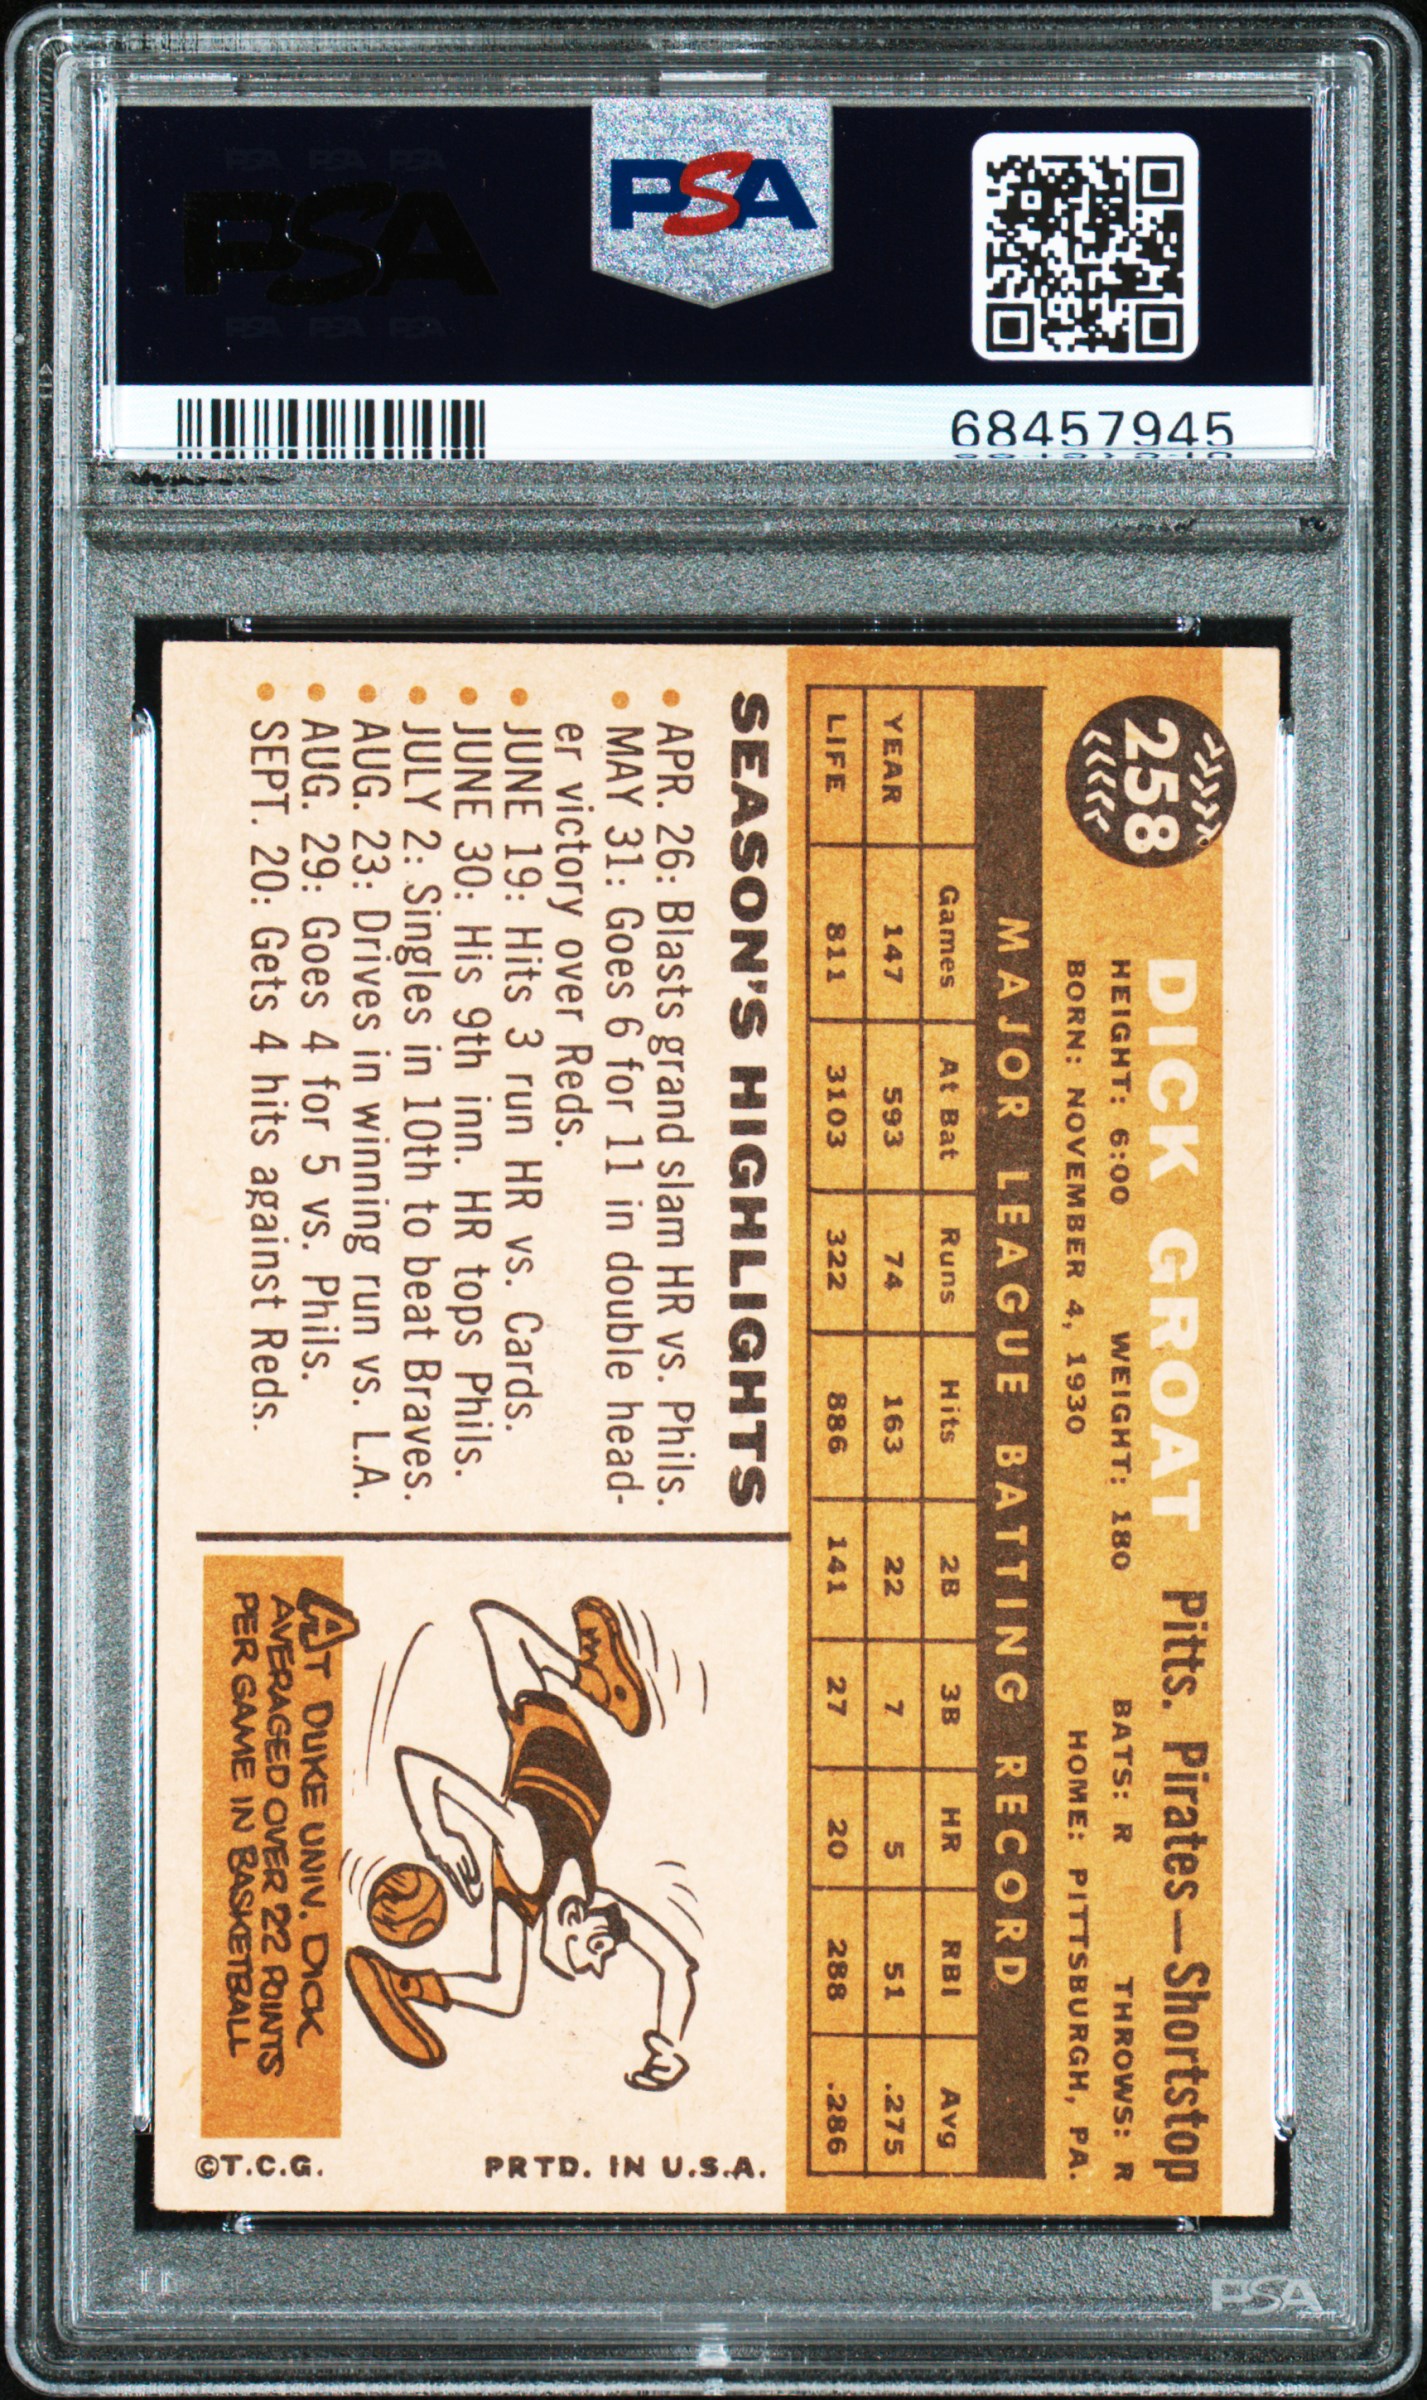 PSA PSA PSA
PSA
PSA PSA PSA
PSA
68457945
258
DICK GROAT Pitts. Pirates—Shortstop
HEIGHT: 6:00 WEIGHT: 180 BATS: R THROWS: R
BORN: NOVEMBER 4, 1930 HOME: PITTSBURGH, PA.
MAJOR LEAGUE BATTING RECORD
Games At Bat Runs Hits 2B 3B HR RBI Avg
YEAR 147 593 74 163 22 7 5 51 .275
LIFE 811 3103 322 886 141 27 20 288 .286
SEASON'S HIGHLIGHTS
• APR. 26: Blasts grand slam HR vs. Phils.
• MAY 31: Goes 6 for 11 in double head-
er victory over Reds.
• JUNE 19: Hits 3 run HR vs. Cards.
• JUNE 30: His 9th inn. HR tops Phils.
• JULY 2: Singles in 10th to beat Braves.
• AUG. 23: Drives in winning run vs. L.A.
• AUG. 29: Goes 4 for 5 vs. Phils.
• SEPT. 20: Gets 4 hits against Reds.
AT DUKE UNIV. DICK
AVERAGED OVER 22 POINTS
PER GAME IN BASKETBALL
PRTD. IN U.S.A.
©T.C.G.
PSA